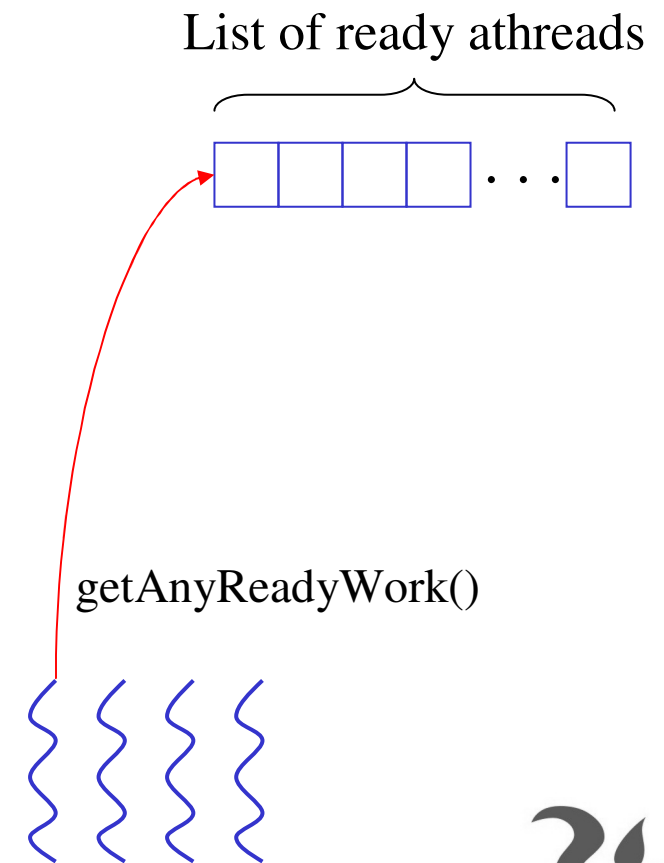 List of ready athreads
. . .
getAnyReadyWork()